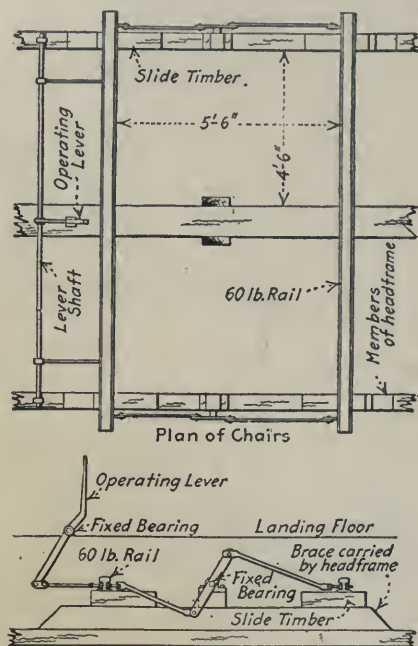 Slide Timber
5'-6"
4'-6"
Operating
Lever
Lever
Shaft
60 lb. Rail
Members
of headframe
Plan of Chairs
Operating Lever
Fixed Bearing
Landing Floor
60 lb. Rail
Brace carried
by headframe
Fixed
Bearing
Slide Timber